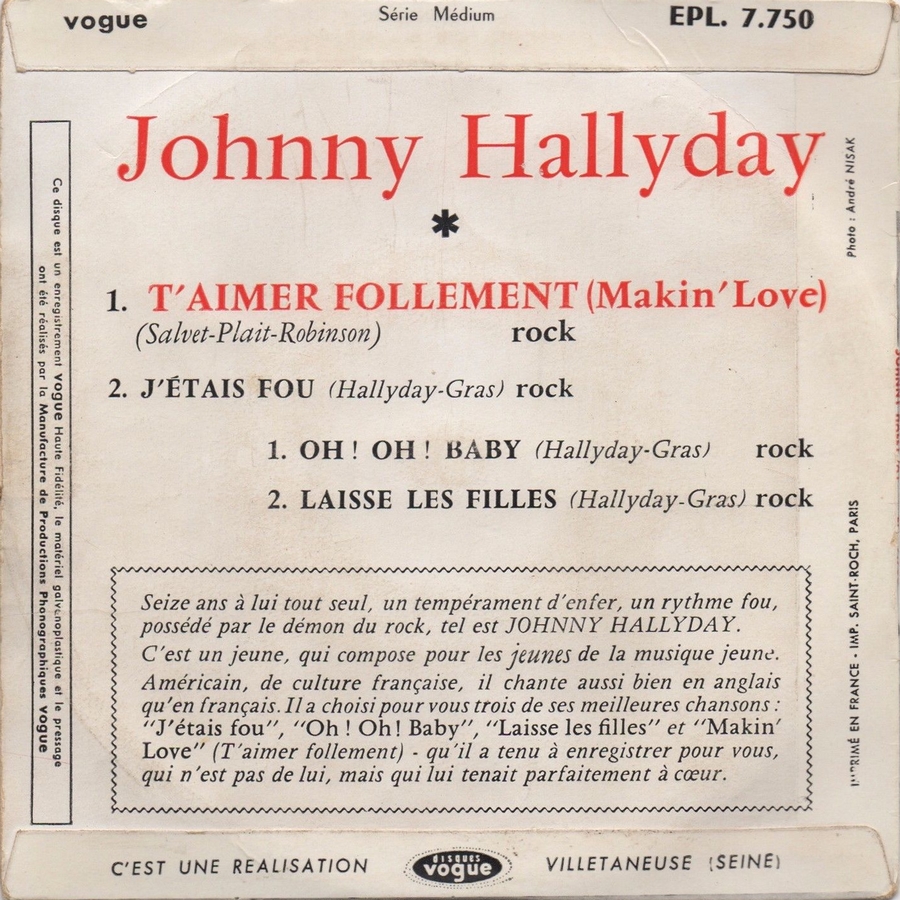 vogue
Série Médium
EPL. 7.750
Johnny Hallyday
*
1. T'AIMER FOLLEMENT (Makin' Love)
(Salvet-Plait-Robinson) rock
2. J'ÉTAIS FOU (Hallyday-Gras) rock
1. OH ! OH ! BABY (Hallyday-Gras) rock
2. LAISSE LES FILLES (Hallyday-Gras) rock
Seize ans à lui tout seul, un tempérament d'enfer, un rythme fou,
possédé par le démon du rock, tel est JOHNNY HALLYDAY.
C'est un jeune, qui compose pour les jeunes de la musique jeune.
Américain, de culture française, il chante aussi bien en anglais
qu'en français. Il a choisi pour vous trois de ses meilleures chansons :
"J'étais fou", "Oh ! Oh ! Baby", "Laisse les filles" et "Makin'
Love" (T'aimer follement) - qu'il a tenu à enregistrer pour vous,
qui n'est pas de lui, mais qui lui tenait parfaitement à cœur.
Ce disque est un enregistrement vogue Haute Fidélité, le matériel galvanoplastique et le pressage
ont été réalisés par la Manufacture de Productions Phonographiques vogue
Photo : André NISAK
IMPRIMÉ EN FRANCE - IMP. SAINT-ROCH, PARIS
C'EST UNE REALISATION
disques
vogue
VILLETANEUSE (SEINE)